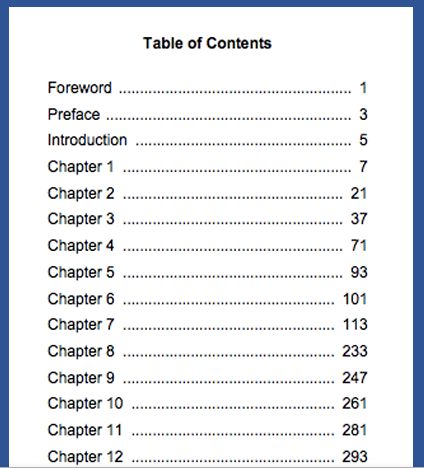 Table of Contents
Foreword ........................................................ 1
Preface ........................................................... 3
Introduction .................................................... 5
Chapter 1 ....................................................... 7
Chapter 2 ..................................................... 21
Chapter 3 ..................................................... 37
Chapter 4 ..................................................... 71
Chapter 5 ..................................................... 93
Chapter 6 ................................................... 101
Chapter 7 ................................................... 113
Chapter 8 ................................................... 233
Chapter 9 ................................................... 247
Chapter 10 ................................................. 261
Chapter 11 ................................................. 281
Chapter 12 ................................................. 293